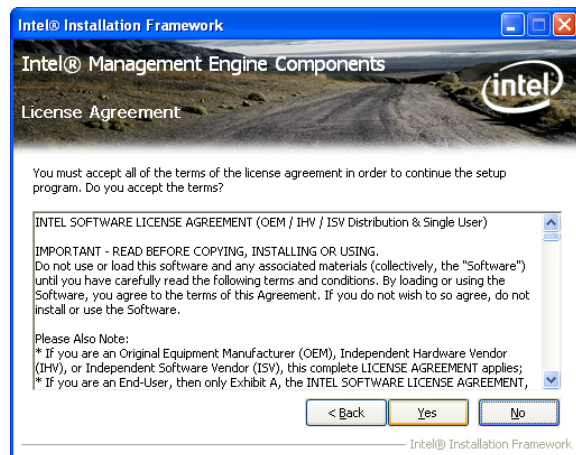 Intel® Installation Framework
Intel® Management Engine Components
intel
License Agreement
You must accept all of the terms of the license agreement in order to continue the setup
program. Do you accept the terms?
INTEL SOFTWARE LICENSE AGREEMENT (OEM / IHV / ISV Distribution & Single User)
IMPORTANT - READ BEFORE COPYING, INSTALLING OR USING.
Do not use or load this software and any associated materials (collectively, the "Software")
until you have carefully read the following terms and conditions. By loading or using the
Software, you agree to the terms of this Agreement. If you do not wish to so agree, do not
install or use the Software.
Please Also Note:
* If you are an Original Equipment Manufacturer (OEM), Independent Hardware Vendor
(IHV), or Independent Software Vendor (ISV), this complete LICENSE AGREEMENT applies;
* If you are an End-User, then only Exhibit A, the INTEL SOFTWARE LICENSE AGREEMENT,
< Back Yes No
Intel® Installation Framework